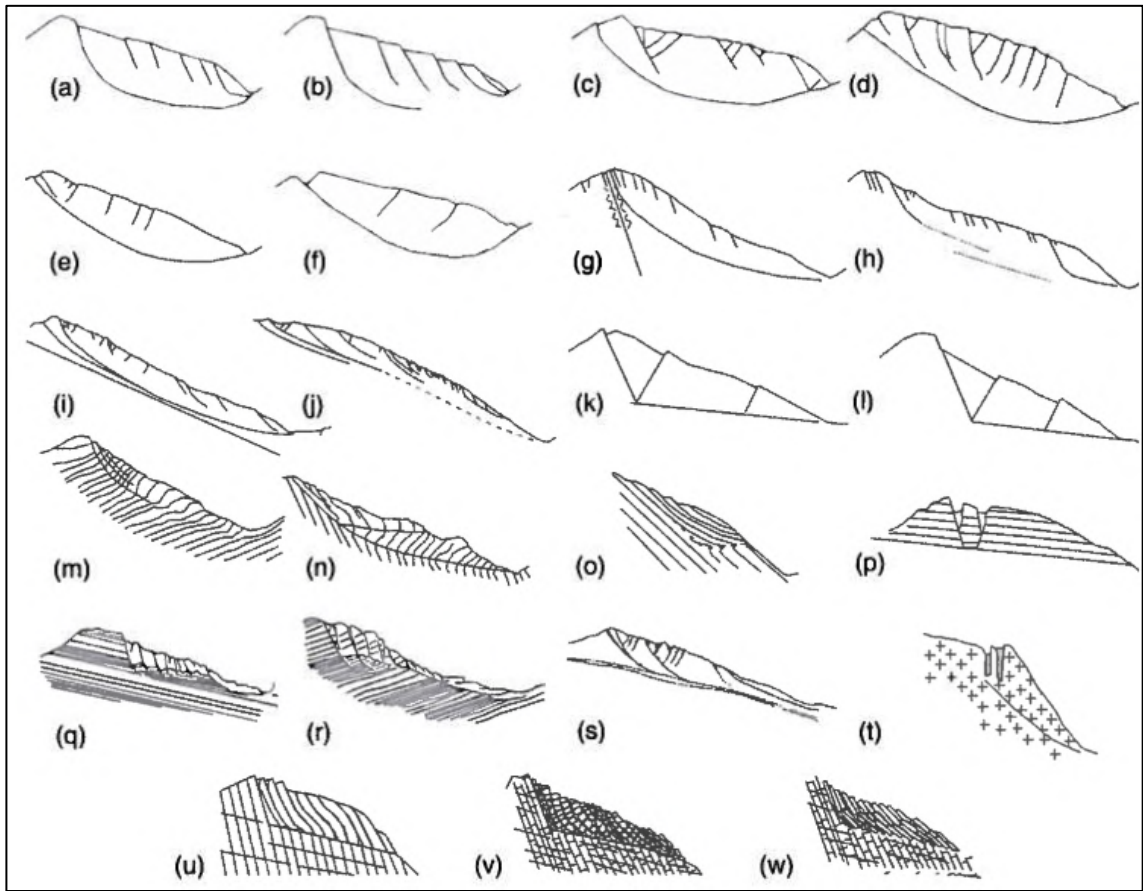 (a) (b) (c) (d)
(e) (f) (g) (h)
(i) (j) (k) (l)
(m) (n) (o) (p)
(q) (r) (s) (t)
(u) (v) (w)